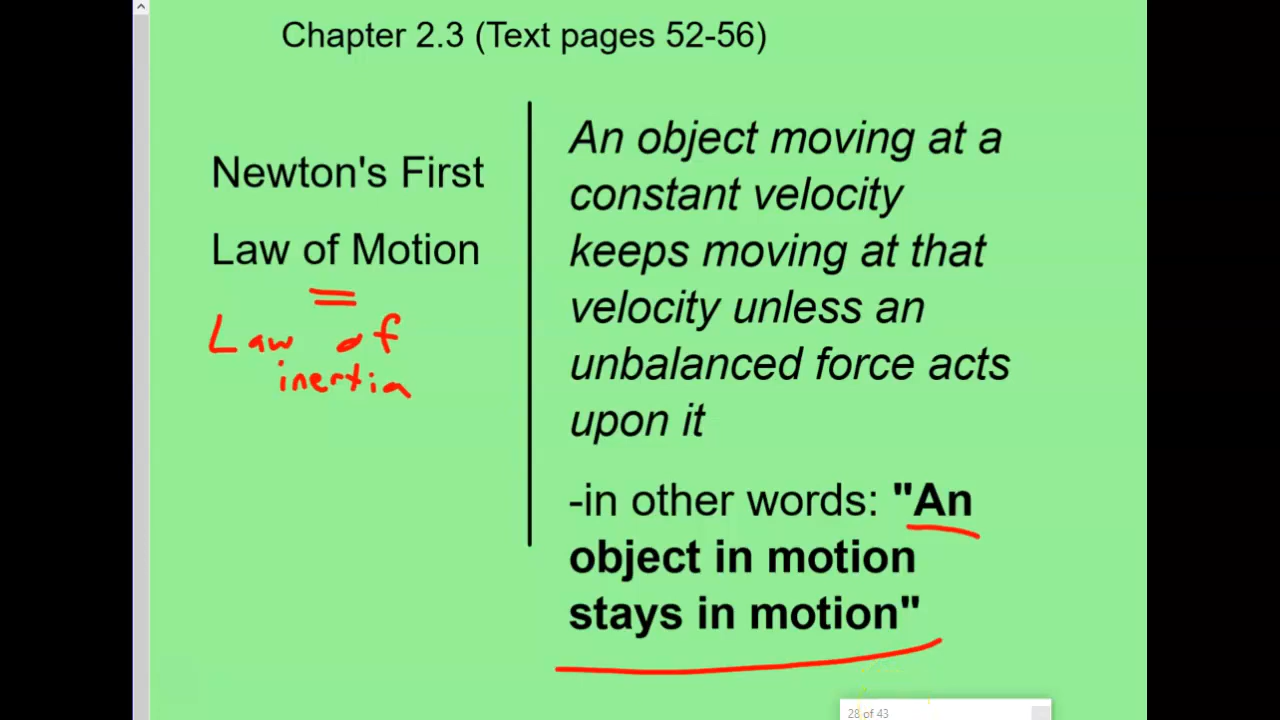 Chapter 2.3 (Text pages 52-56)
Newton's First
Law of Motion
=
Law of
inertia
An object moving at a
constant velocity
keeps moving at that
velocity unless an
unbalanced force acts
upon it
-in other words: "An
object in motion
stays in motion"
28 of 43